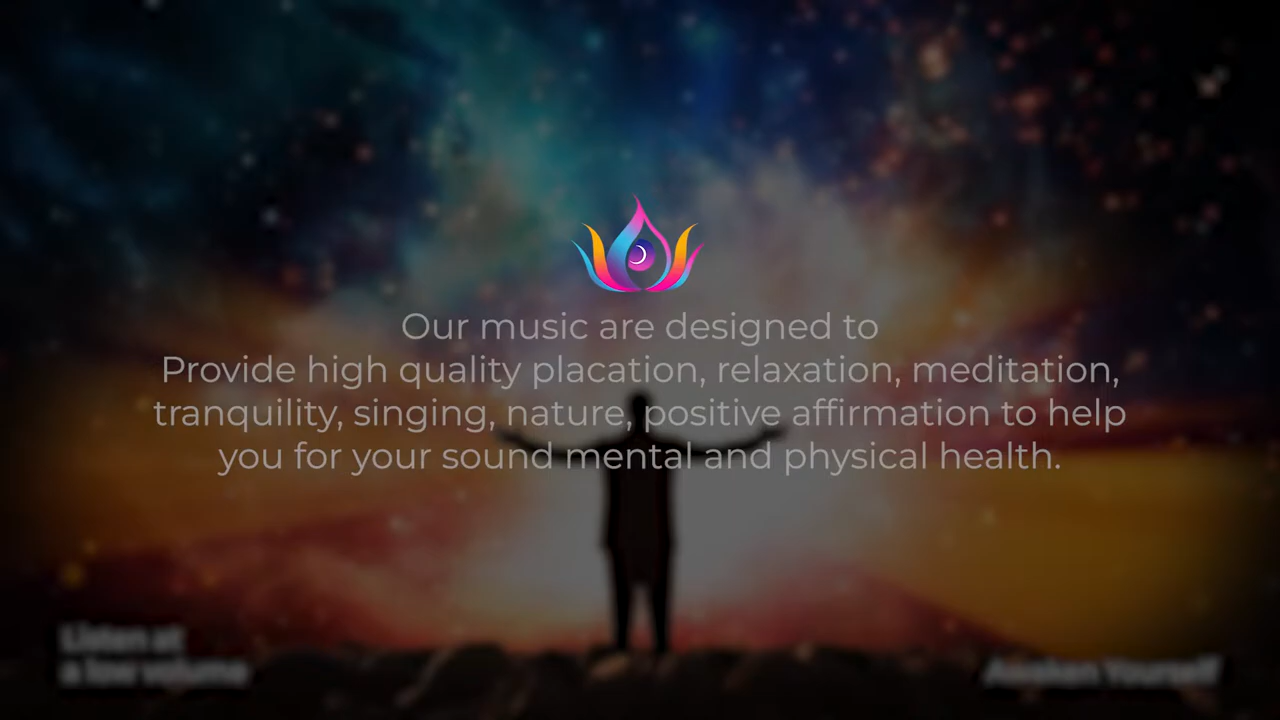 Our music are designed to
Provide high quality placation, relaxation, meditation,
tranquility, singing, nature, positive affirmation to help
you for your sound mental and physical health.
Listen at
a low volume
Awaken Yourself